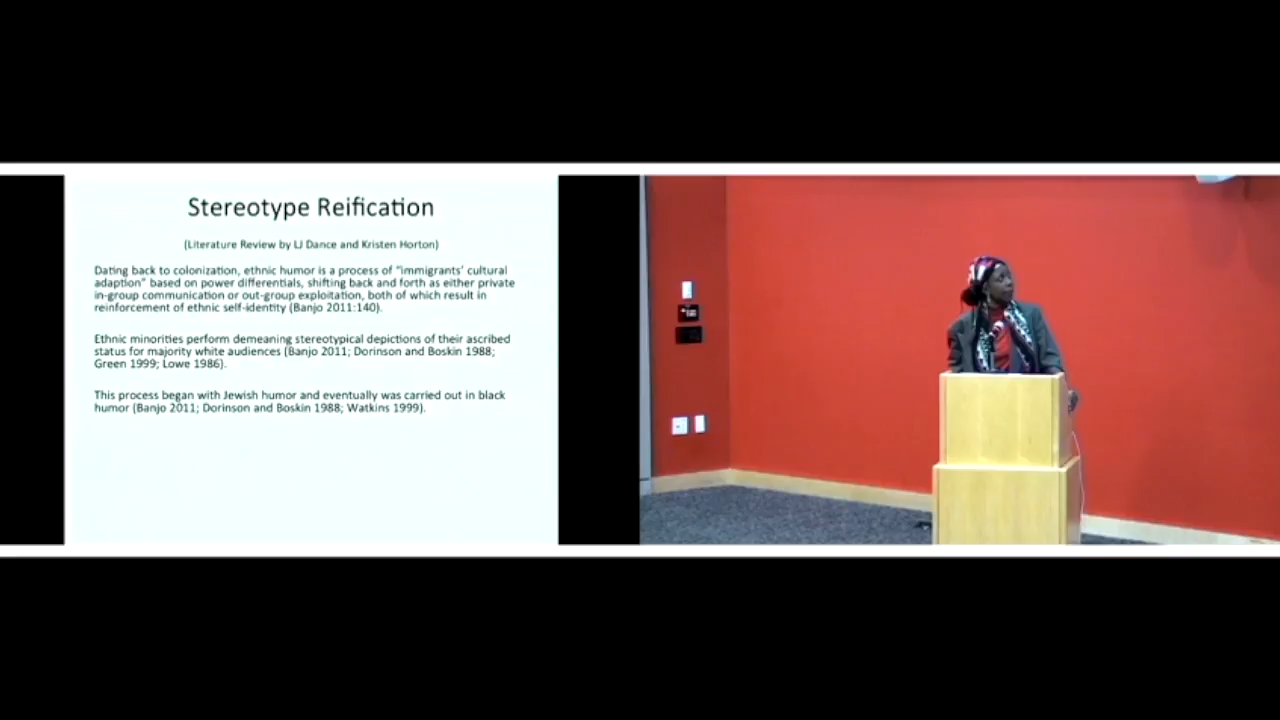 Stereotype Reification
(Literature Review by LJ Dance and Kristen Horton)
Dating back to colonization, ethnic humor is a process of "immigrants' cultural
adaption" based on power differentials, shifting back and forth as either private
in-group communication or out-group exploitation, both of which result in
reinforcement of ethnic self-identity (Banjo 2011:140).
Ethnic minorities perform demeaning stereotypical depictions of their ascribed
status for majority white audiences (Banjo 2011; Dorinson and Boskin 1988;
Green 1999; Lowe 1986).
This process began with Jewish humor and eventually was carried out in black
humor (Banjo 2011; Dorinson and Boskin 1988; Watkins 1999).